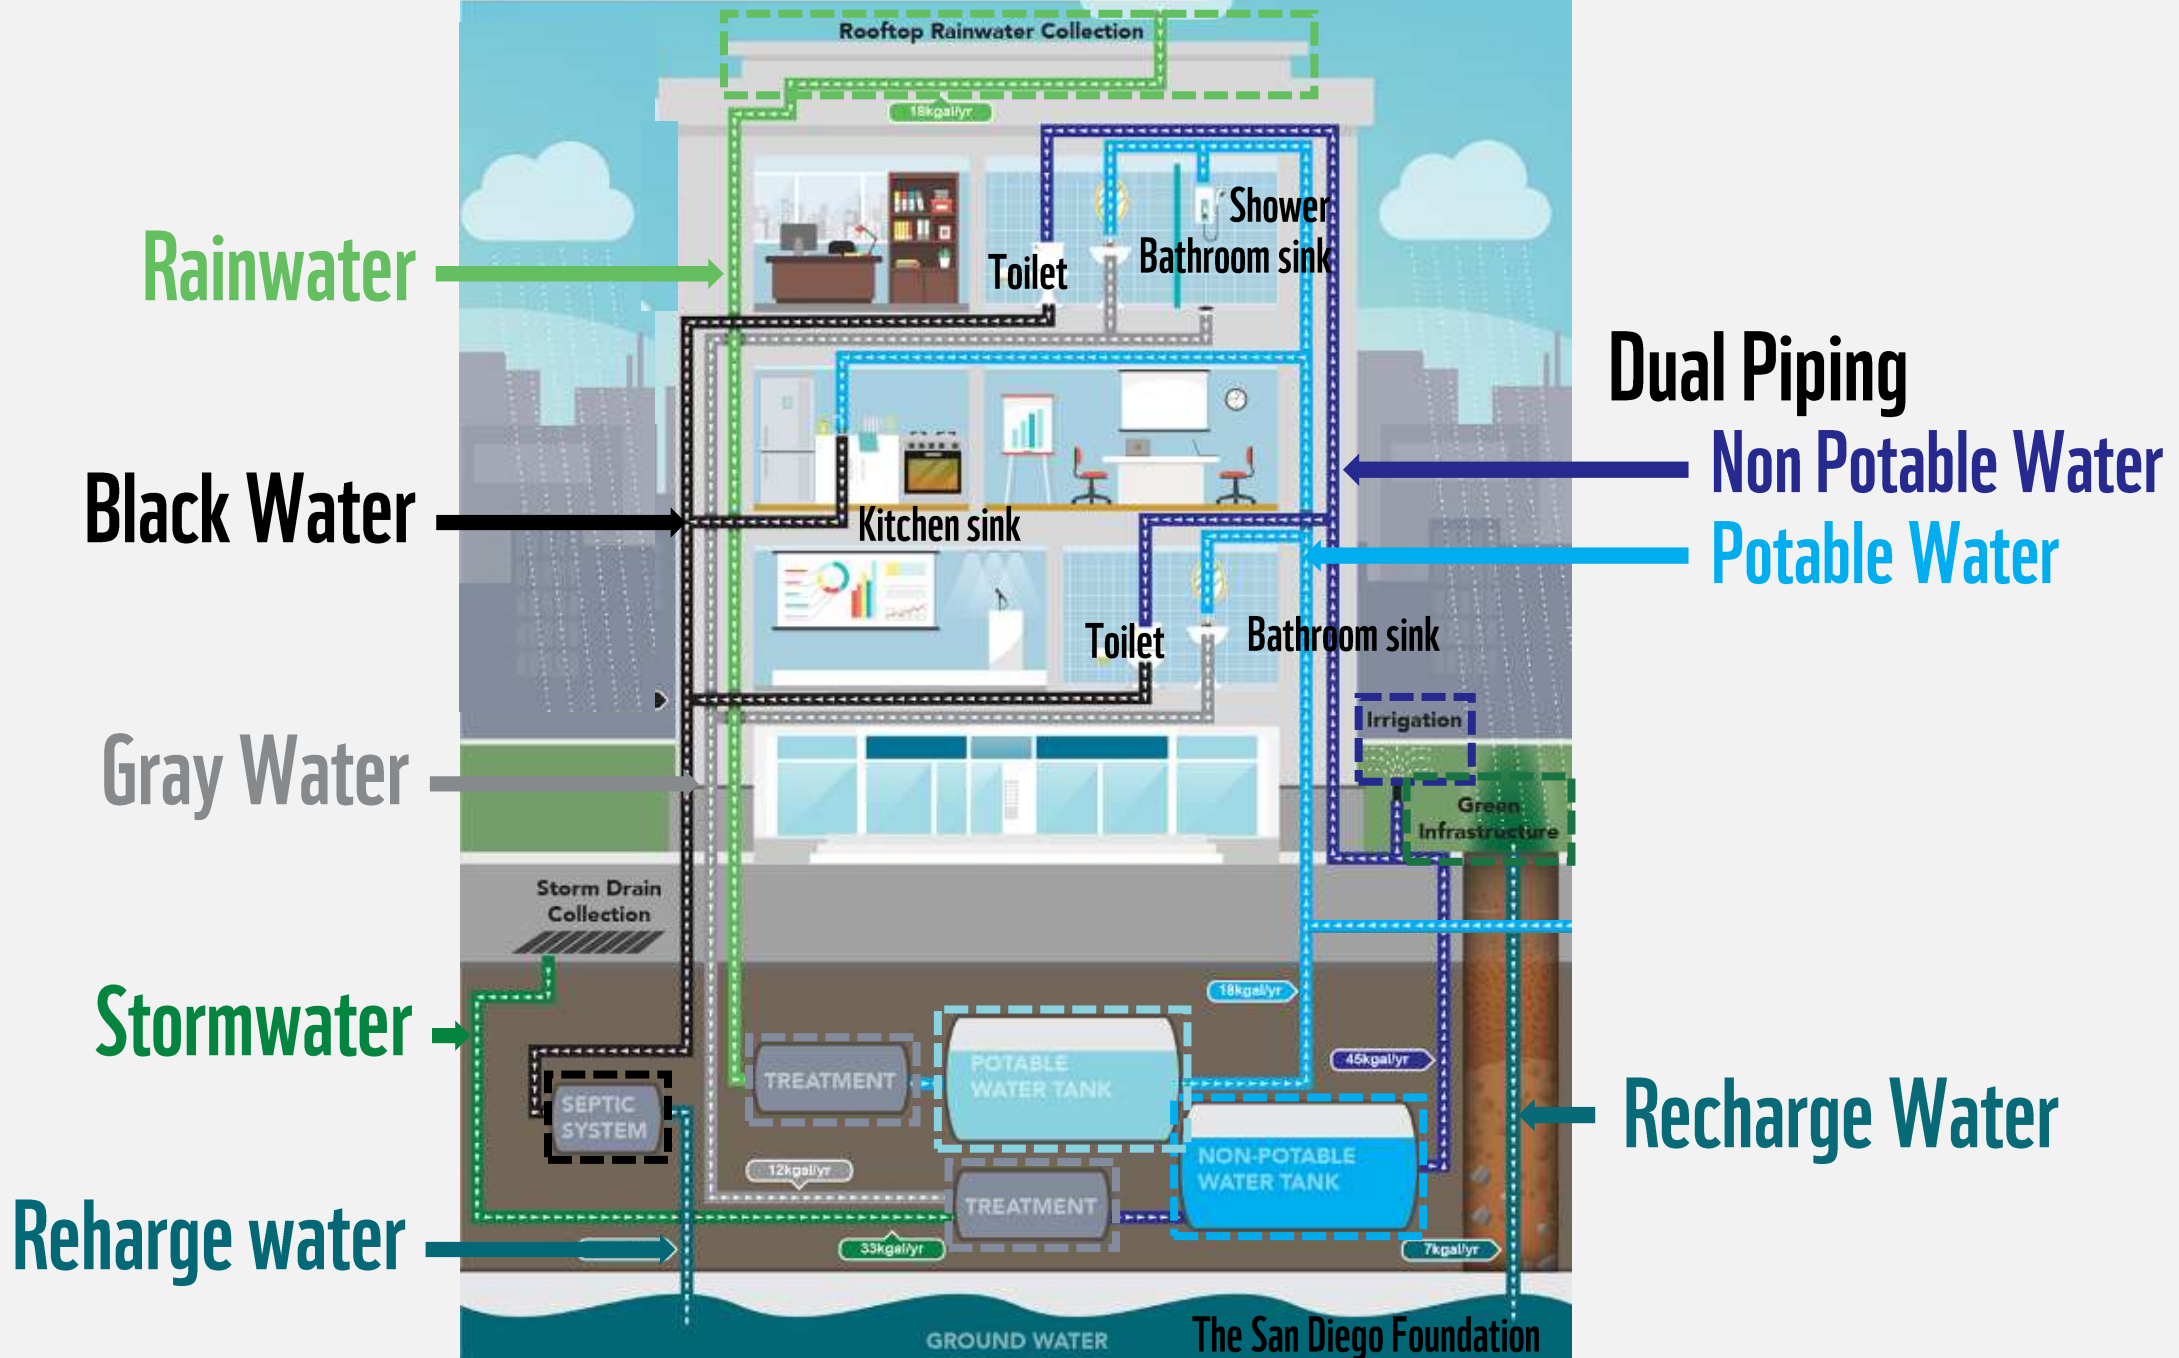 Rooftop Rainwater Collection
18kgal/yr
Shower
Bathroom sink
Toilet
Rainwater
Dual Piping
Non Potable Water
Potable Water
Black Water
Kitchen sink
Toilet
Bathroom sink
Irrigation
Gray Water
Green
Infrastructure
Storm Drain
Collection
Stormwater
18kgal/yr
45kgal/yr
TREATMENT
POTABLE
WATER TANK
SEPTIC
SYSTEM
Recharge Water
NON-POTABLE
WATER TANK
12kgal/yr
TREATMENT
Reharge water
33kgal/yr
7kgal/yr
GROUND WATER
The San Diego Foundation